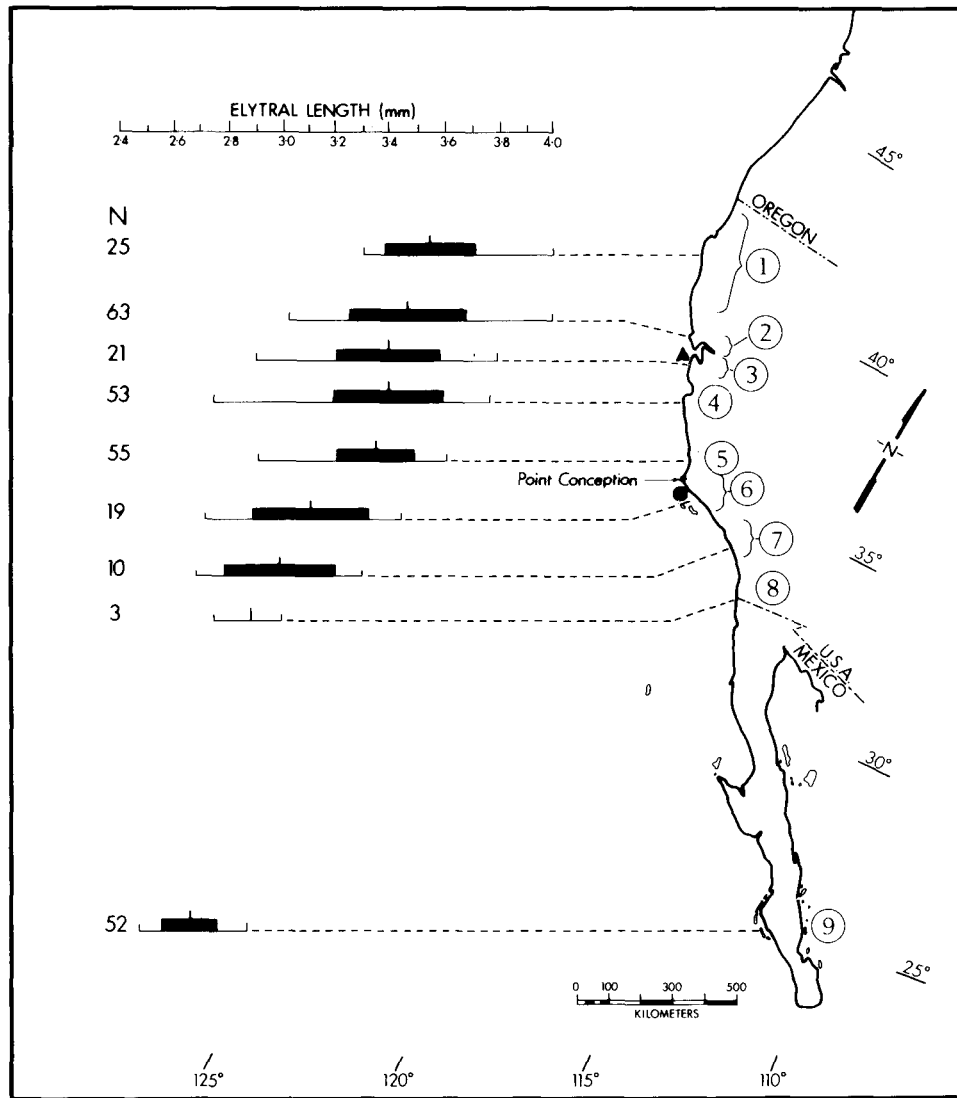 ELYTRAL LENGTH (mm)
2·4 2·6 2·8 3·0 3·2 3·4 3·6 3·8 4·0
N
25
63
21
53
55
19
10
3
52
Point Conception
OREGON
U.S.A.
MEXICO
1
2
3
4
5
6
7
8
9
-N-
45°
40°
35°
30°
25°
0 100 300 500
KILOMETERS
125° 120° 115° 110°